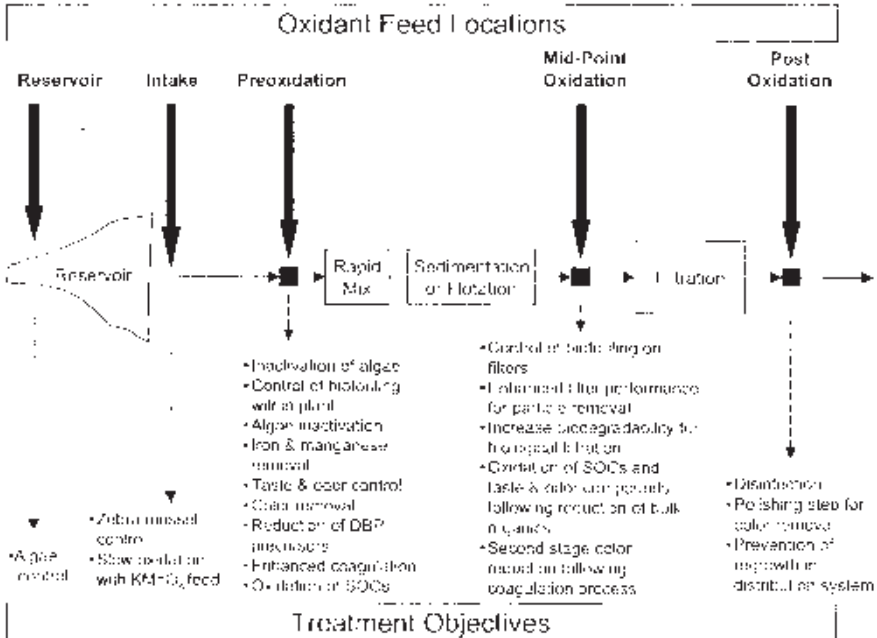 Oxidant Feed Locations
Reservoir
Intake
Preoxidation
Mid-Point
Oxidation
Post
Oxidation
Reservoir
Rapid
Mix
Sedimentation
or Flotation
tration
•Algae
control
•Zebra mussel
control
•Slow oxidation
with feed
•Inactivation of algae
•Control of biofouling
within plant
•Algae inactivation
•Iron & manganese
removal
•Taste & odor control
•Color removal
•Reduction of DBP
precursors
•Enhanced coagulation
•Oxidation of SOCs
•Control of biofouling on
filters
•Enhanced filter performance
for particle removal
•Increase biodegradability for
biological filtration
•Oxidation of SOCs and
taste & odor compounds
following reduction of bulk
organics
•Second stage color
reduction following
coagulation process
•Disinfection
•Polishing step for
color removal
•Prevention of
regrowth in
distribution system
Treatment Objectives